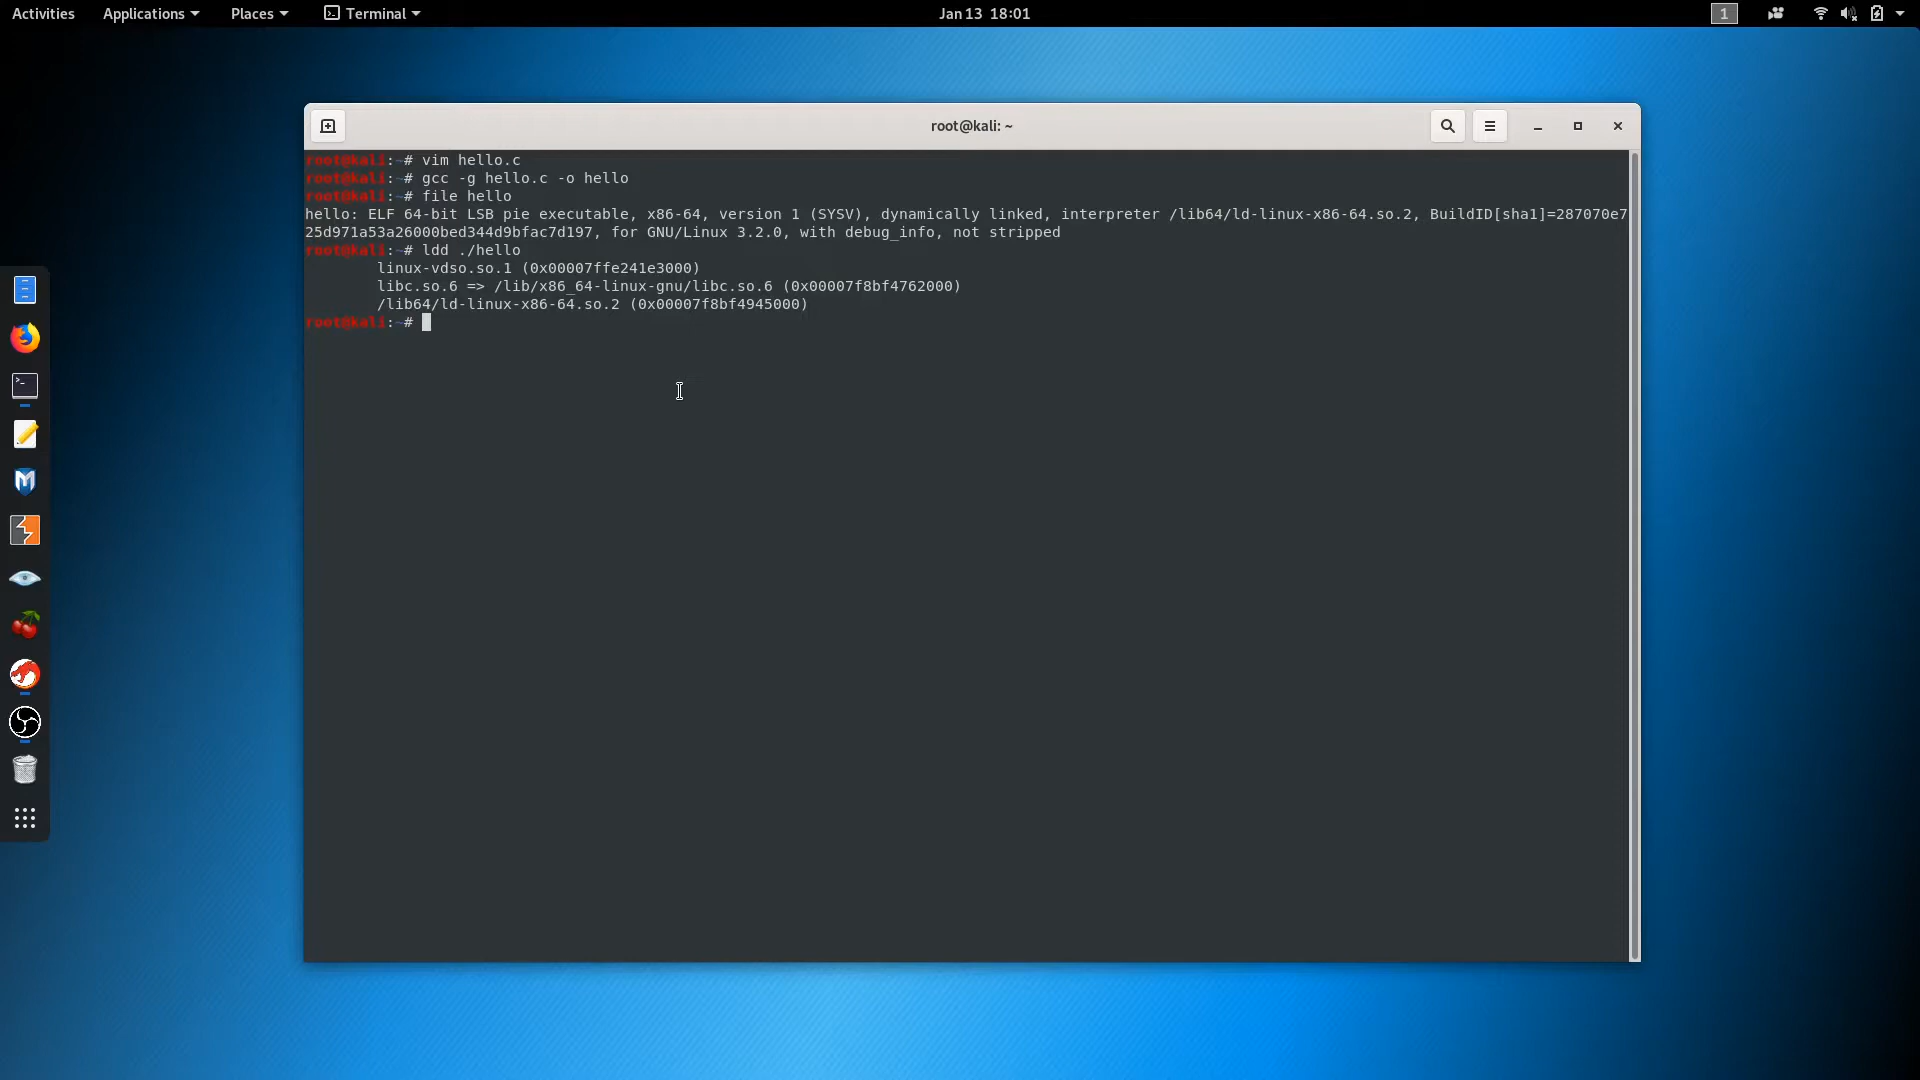 Activities Applications Places Terminal Jan 13 18:01 1
root@kali: ~
root@kali:~# vim hello.c
root@kali:~# gcc -g hello.c -o hello
root@kali:~# file hello
hello: ELF 64-bit LSB pie executable, x86-64, version 1 (SYSV), dynamically linked, interpreter /lib64/ld-linux-x86-64.so.2, BuildID[sha1]=287070e7
25d971a53a26000bed344d9bfac7d197, for GNU/Linux 3.2.0, with debug_info, not stripped
root@kali:~# ldd ./hello
linux-vdso.so.1 (0x00007ffe241e3000)
libc.so.6 => /lib/x86_64-linux-gnu/libc.so.6 (0x00007f8bf4762000)
/lib64/ld-linux-x86-64.so.2 (0x00007f8bf4945000)
root@kali:~#